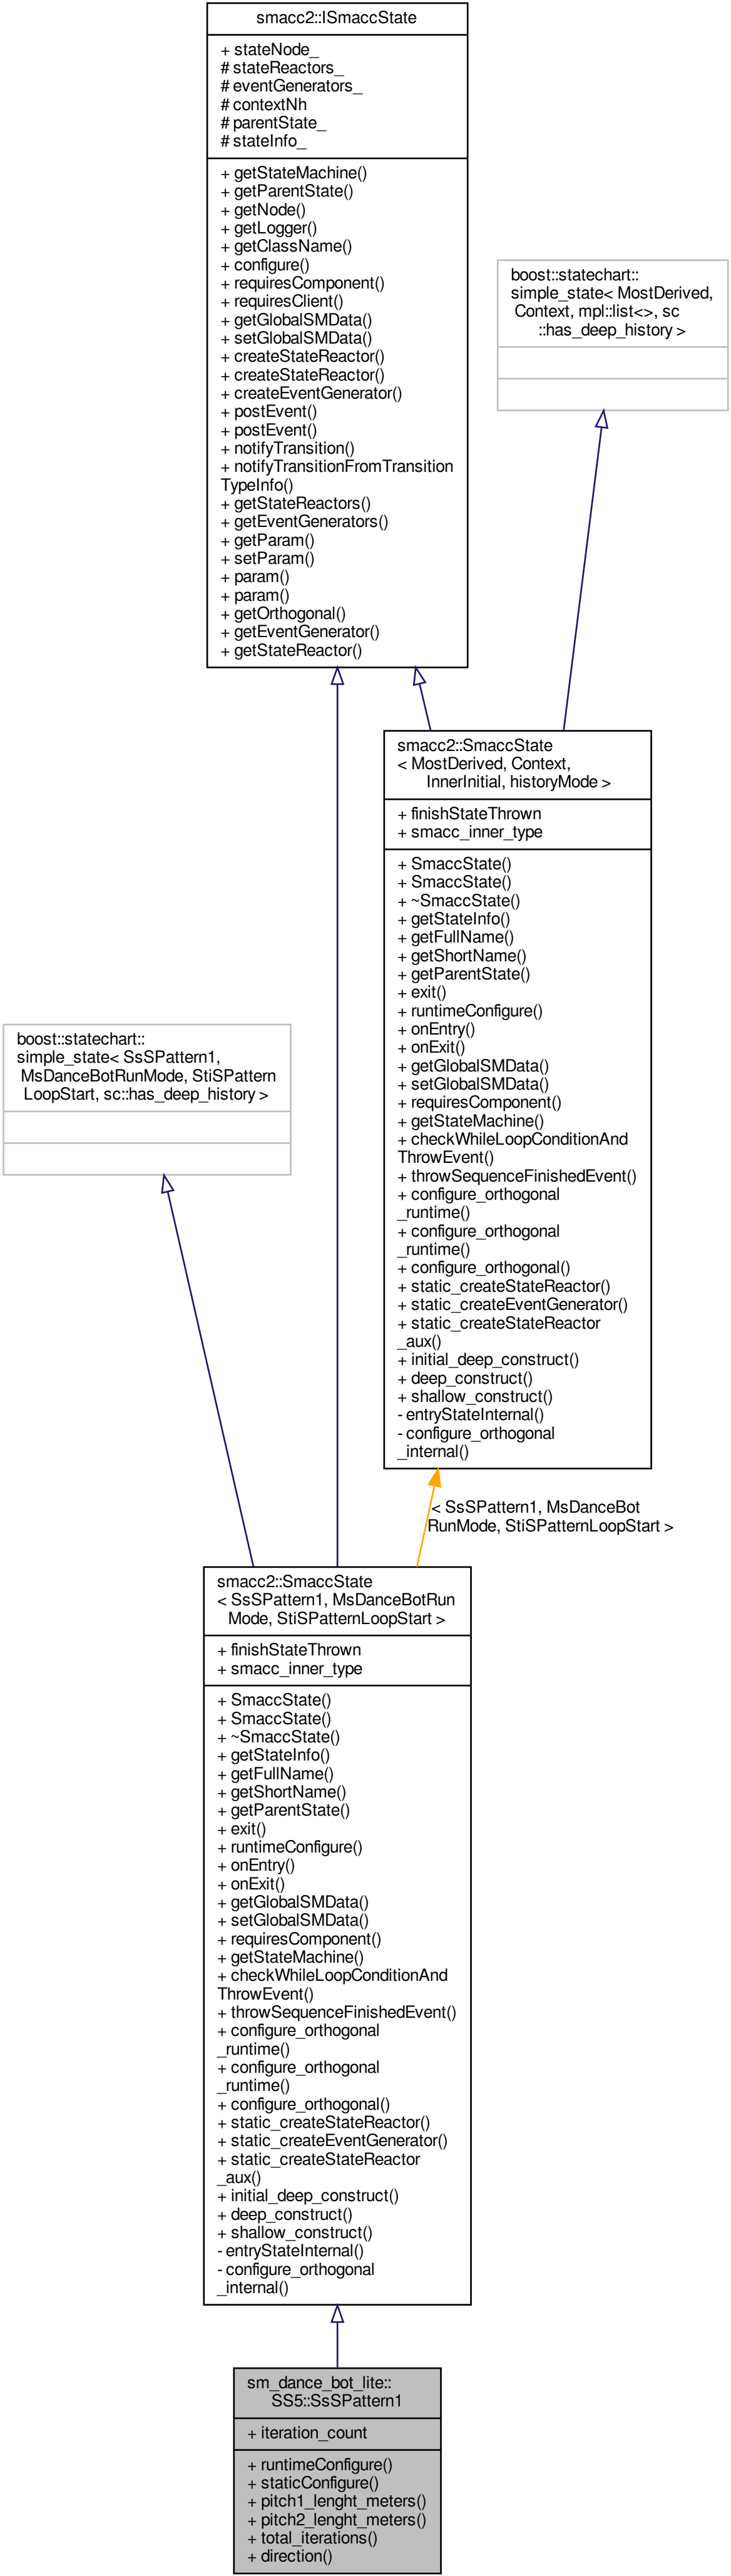 smacc2::ISmaccState
+ stateNode_
# stateReactors_
# eventGenerators_
# contextNh
# parentState_
# stateInfo_
+ getStateMachine()
+ getParentState()
+ getNode()
+ getLogger()
+ getClassName()
+ configure()
+ requiresComponent()
+ requiresClient()
+ getGlobalSMData()
+ setGlobalSMData()
+ createStateReactor()
+ createStateReactor()
+ createEventGenerator()
+ postEvent()
+ postEvent()
+ notifyTransition()
+ notifyTransitionFromTransition
TypeInfo()
+ getStateReactors()
+ getEventGenerators()
+ getParam()
+ setParam()
+ param()
+ param()
+ getOrthogonal()
+ getEventGenerator()
+ getStateReactor()
boost::statechart::
simple_state< MostDerived,
Context, mpl::list<>, sc
::has_deep_history >
smacc2::SmaccState
< MostDerived, Context,
InnerInitial, historyMode >
+ finishStateThrown
+ smacc_inner_type
+ SmaccState()
+ SmaccState()
+ ~SmaccState()
+ getStateInfo()
+ getFullName()
+ getShortName()
+ getParentState()
+ exit()
+ runtimeConfigure()
+ onEntry()
+ onExit()
+ getGlobalSMData()
+ setGlobalSMData()
+ requiresComponent()
+ getStateMachine()
+ checkWhileLoopConditionAnd
ThrowEvent()
+ throwSequenceFinishedEvent()
+ configure_orthogonal
_runtime()
+ configure_orthogonal
_runtime()
+ configure_orthogonal()
+ static_createStateReactor()
+ static_createEventGenerator()
+ static_createStateReactor
_aux()
+ initial_deep_construct()
+ deep_construct()
+ shallow_construct()
- entryStateInternal()
- configure_orthogonal
_internal()
boost::statechart::
simple_state< SsSPattern1,
MsDanceBotRunMode, StiSPattern
LoopStart, sc::has_deep_history >
< SsSPattern1, MsDanceBot
RunMode, StiSPatternLoopStart >
smacc2::SmaccState
< SsSPattern1, MsDanceBotRun
Mode, StiSPatternLoopStart >
+ finishStateThrown
+ smacc_inner_type
+ SmaccState()
+ SmaccState()
+ ~SmaccState()
+ getStateInfo()
+ getFullName()
+ getShortName()
+ getParentState()
+ exit()
+ runtimeConfigure()
+ onEntry()
+ onExit()
+ getGlobalSMData()
+ setGlobalSMData()
+ requiresComponent()
+ getStateMachine()
+ checkWhileLoopConditionAnd
ThrowEvent()
+ throwSequenceFinishedEvent()
+ configure_orthogonal
_runtime()
+ configure_orthogonal
_runtime()
+ configure_orthogonal()
+ static_createStateReactor()
+ static_createEventGenerator()
+ static_createStateReactor
_aux()
+ initial_deep_construct()
+ deep_construct()
+ shallow_construct()
- entryStateInternal()
- configure_orthogonal
_internal()
sm_dance_bot_lite::
SS5::SsSPattern1
+ iteration_count
+ runtimeConfigure()
+ staticConfigure()
+ pitch1_lenght_meters()
+ pitch2_lenght_meters()
+ total_iterations()
+ direction()